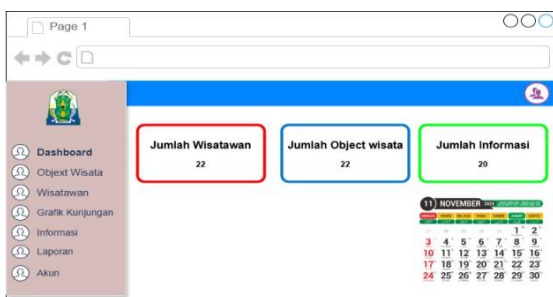 Page 1
Dashboard
Objext Wisata
Wisatawan
Grafik Kunjungan
Informasi
Laporan
Akun
Jumlah Wisatawan
22
Jumlah Object wisata
22
Jumlah Informasi
20
11 NOVEMBER 2024
1 2
3 4 5 6 7 8 9
10 11 12 13 14 15 16
17 18 19 20 21 22 23
24 25 26 27 28 29 30